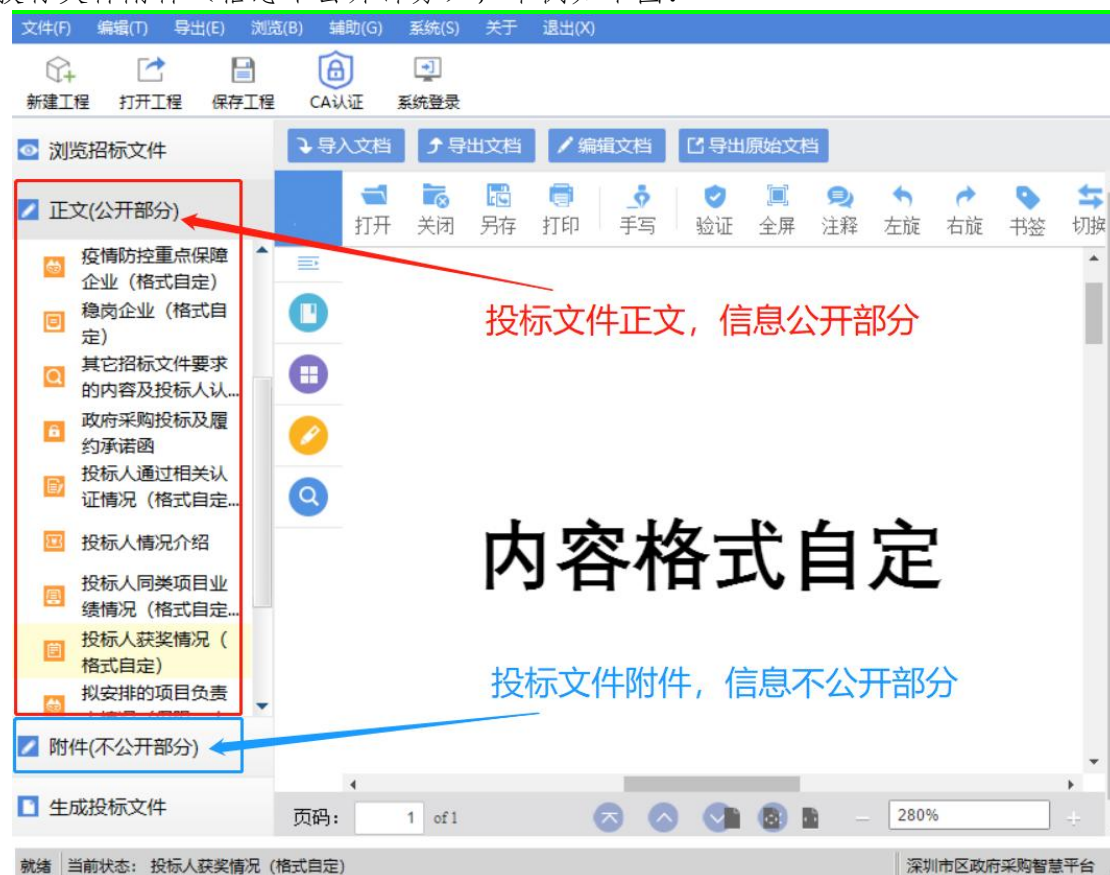 文件(F) 编辑(T) 导出(E) 浏览(B) 辅助(G) 系统(S) 关于 退出(X)
新建工程 打开工程 保存工程 CA认证 系统登录
浏览招标文件
导入文档 导出文档 编辑文档 导出原始文档
正文(公开部分)
打开 关闭 另存 打印 手写 验证 全屏 注释 左旋 右旋 书签 切换
疫情防控重点保障
企业（格式自定）
稳岗企业（格式自
定）
其它招标文件要求
的内容及投标人认...
政府采购投标及履
约承诺函
投标人通过相关认
证情况（格式自定...
投标人情况介绍
投标人同类项目业
绩情况（格式自定...
投标人获奖情况（
格式自定）
拟安排的项目负责
投标文件正文，信息公开部分
内容格式自定
投标文件附件，信息不公开部分
附件(不公开部分)
生成投标文件
页码: 1 of 1 280%
就绪 当前状态: 投标人获奖情况（格式自定） 深圳市区政府采购智慧平台